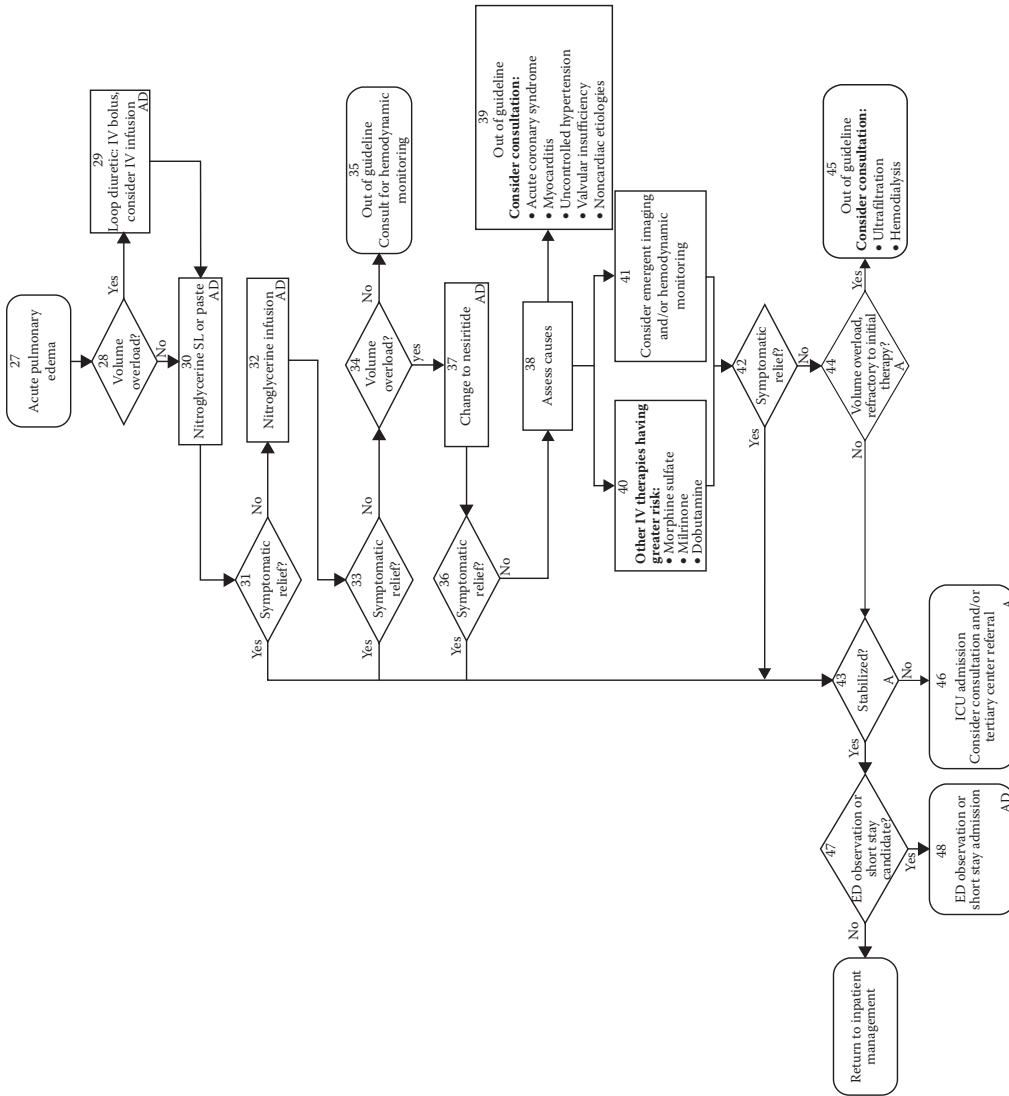 27
Acute pulmonary
edema
28
Volume
overload?
Yes
No
29
Loop diuretic: IV bolus,
consider IV infusion
AD
30
Nitroglycerine SL or paste
AD
31
Symptomatic
relief?
Yes
No
32
Nitroglycerine infusion
AD
33
Symptomatic
relief?
Yes
No
34
Volume
overload?
No
yes
35
Out of guideline
Consult for hemodynamic
monitoring
36
Symptomatic
relief?
Yes
No
37
Change to nesiritide
AD
38
Assess causes
39
Out of guideline
Consider consultation:
• Acute coronary syndrome
• Myocarditis
• Uncontrolled hypertension
• Valvular insufficiency
• Noncardiac etiologies
40
Other IV therapies having
greater risk:
• Morphine sulfate
• Milrinone
• Dobutamine
41
Consider emergent imaging
and/or hemodynamic
monitoring
42
Symptomatic
relief?
Yes
No
43
Stabilized?
A
Yes
No
44
Volume overload,
refractory to initial
therapy?
A
No
Yes
45
Out of guideline
Consider consultation:
• Ultrafiltration
• Hemodialysis
46
ICU admission
Consider consultation and/or
tertiary center referral
A
47
ED observation or
short stay
candidate?
No
Yes
48
ED observation or
short stay admission
AD
Return to inpatient
management